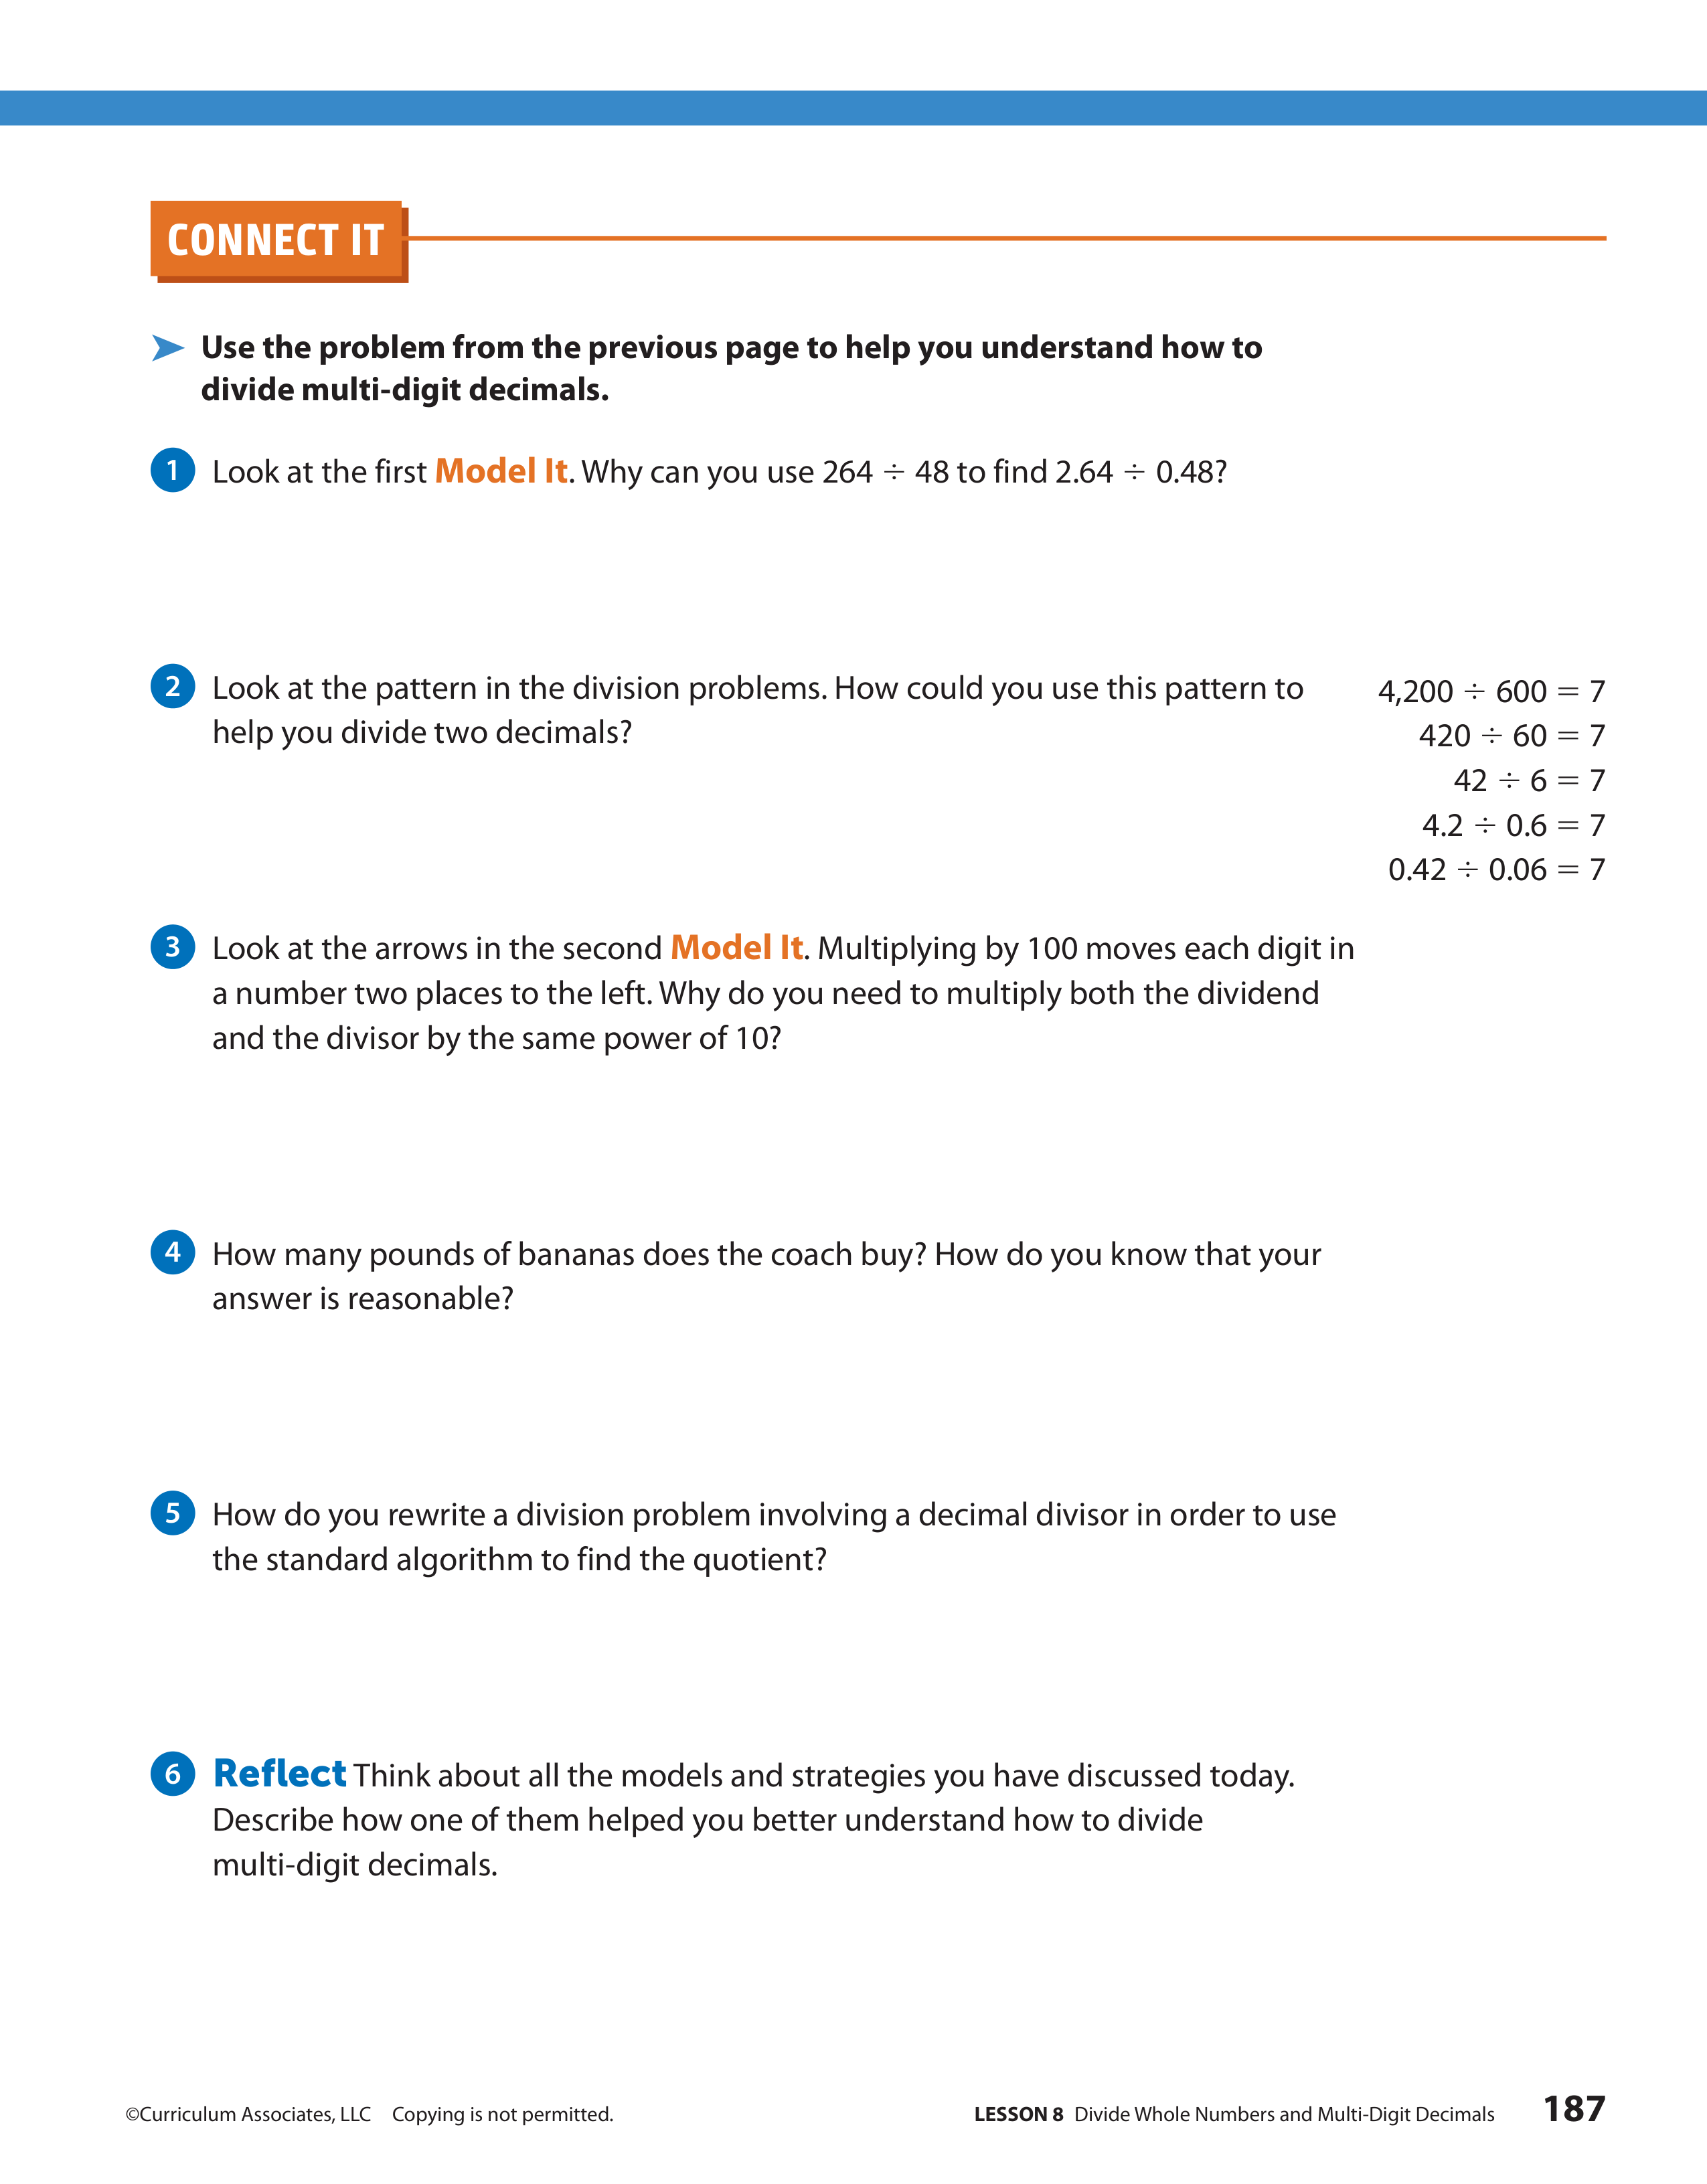 CONNECT IT
Use the problem from the previous page to help you understand how to
divide multi-digit decimals.
1 Look at the first Model It. Why can you use 264 ÷ 48 to find 2.64 ÷ 0.48?
2 Look at the pattern in the division problems. How could you use this pattern to
help you divide two decimals?
4,200 ÷ 600 = 7
420 ÷ 60 = 7
42 ÷ 6 = 7
4.2 ÷ 0.6 = 7
0.42 ÷ 0.06 = 7
3 Look at the arrows in the second Model It. Multiplying by 100 moves each digit in
a number two places to the left. Why do you need to multiply both the dividend
and the divisor by the same power of 10?
4 How many pounds of bananas does the coach buy? How do you know that your
answer is reasonable?
5 How do you rewrite a division problem involving a decimal divisor in order to use
the standard algorithm to find the quotient?
6 Reflect Think about all the models and strategies you have discussed today.
Describe how one of them helped you better understand how to divide
multi-digit decimals.
©Curriculum Associates, LLC Copying is not permitted.
LESSON 8 Divide Whole Numbers and Multi-Digit Decimals 187